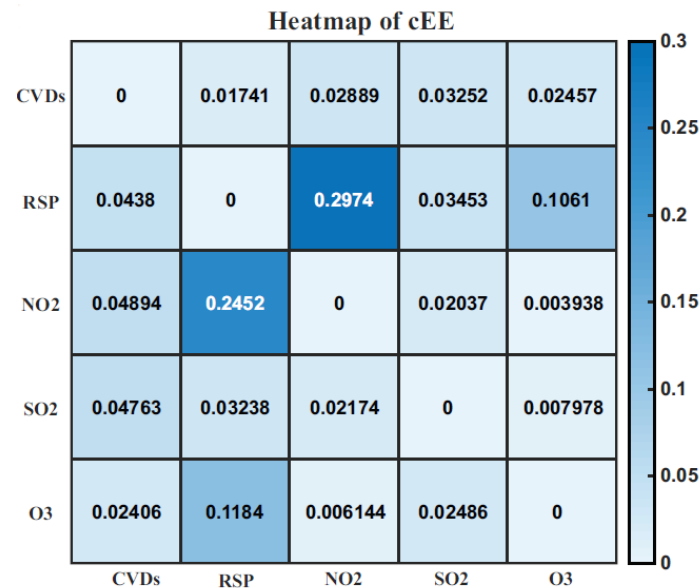 Heatmap of cEE
CVDs 0 0.01741 0.02889 0.03252 0.02457
RSP 0.0438 0 0.2974 0.03453 0.1061
NO2 0.04894 0.2452 0 0.02037 0.003938
SO2 0.04763 0.03238 0.02174 0 0.007978
O3 0.02406 0.1184 0.006144 0.02486 0
CVDs RSP NO2 SO2 O3
0.3
0.25
0.2
0.15
0.1
0.05
0